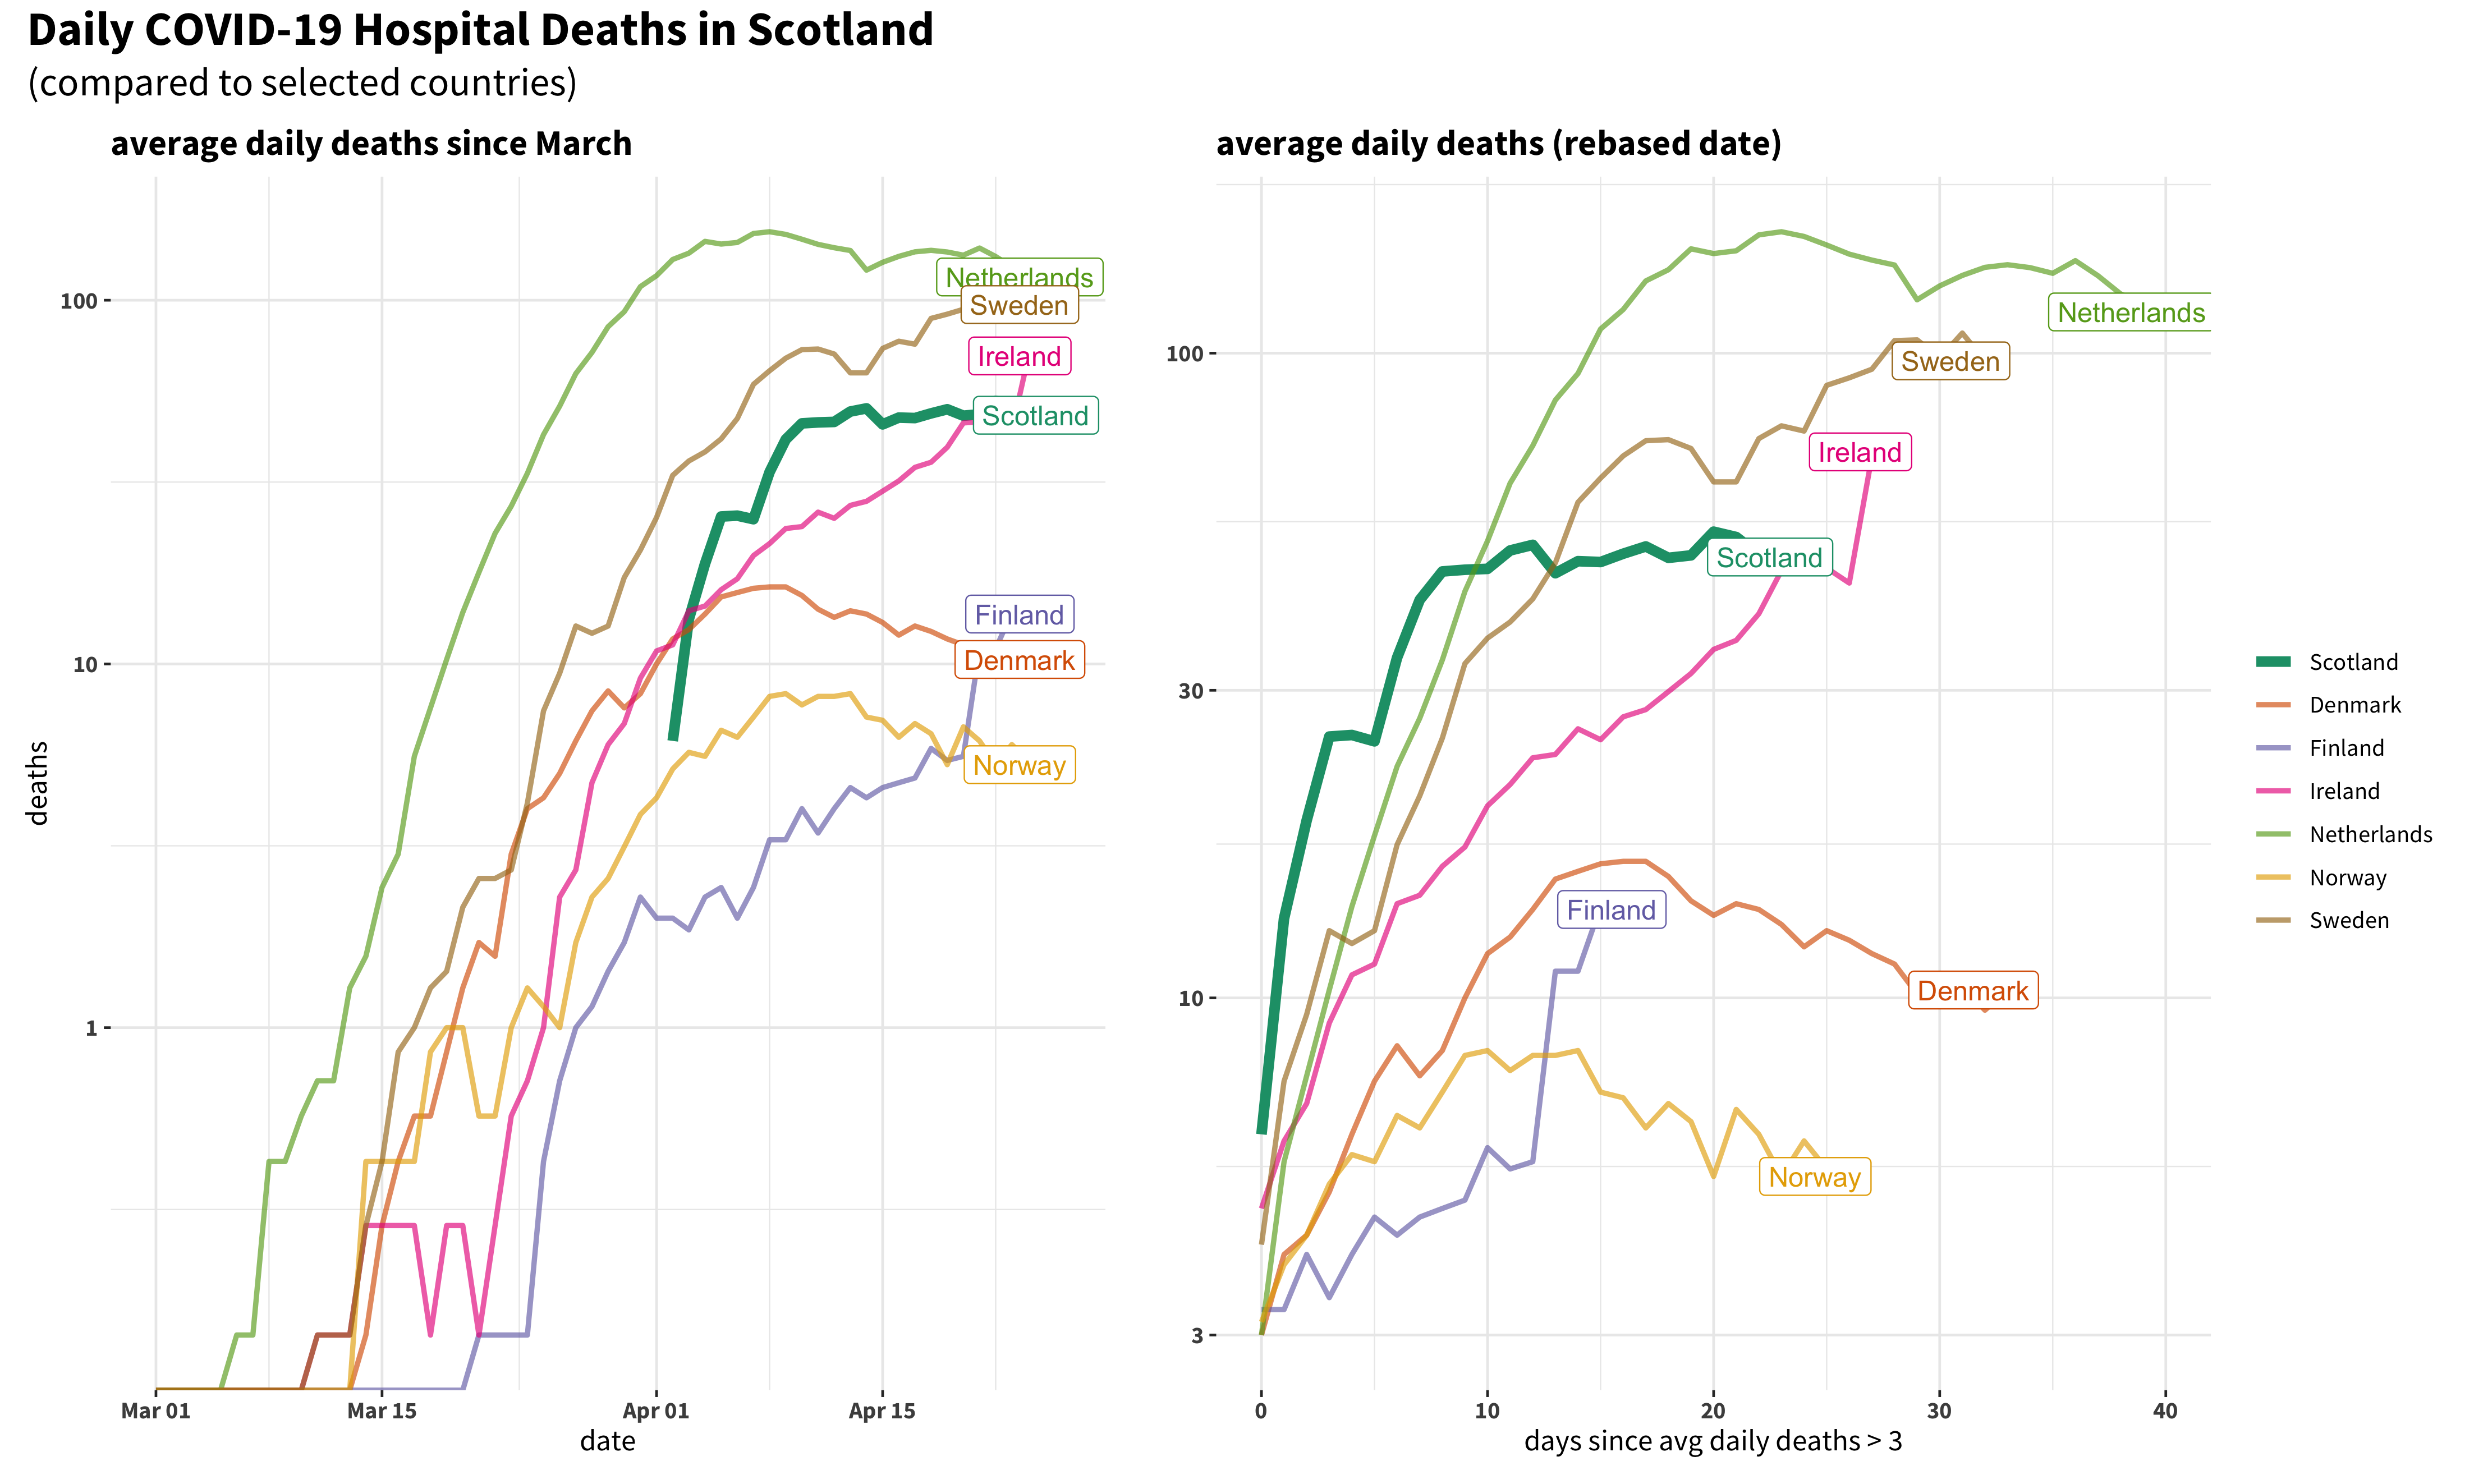 Daily COVID-19 Hospital Deaths in Scotland
(compared to selected countries)
average daily deaths since March
100
10
1
deaths
Netherlands
Sweden
Ireland
Scotland
Finland
Denmark
Norway
Mar 01 Mar 15 Apr 01 Apr 15
date
average daily deaths (rebased date)
100
30
10
3
Netherlands
Sweden
Ireland
Scotland
Finland
Denmark
Norway
0 10 20 30 40
days since avg daily deaths > 3
Scotland
Denmark
Finland
Ireland
Netherlands
Norway
Sweden